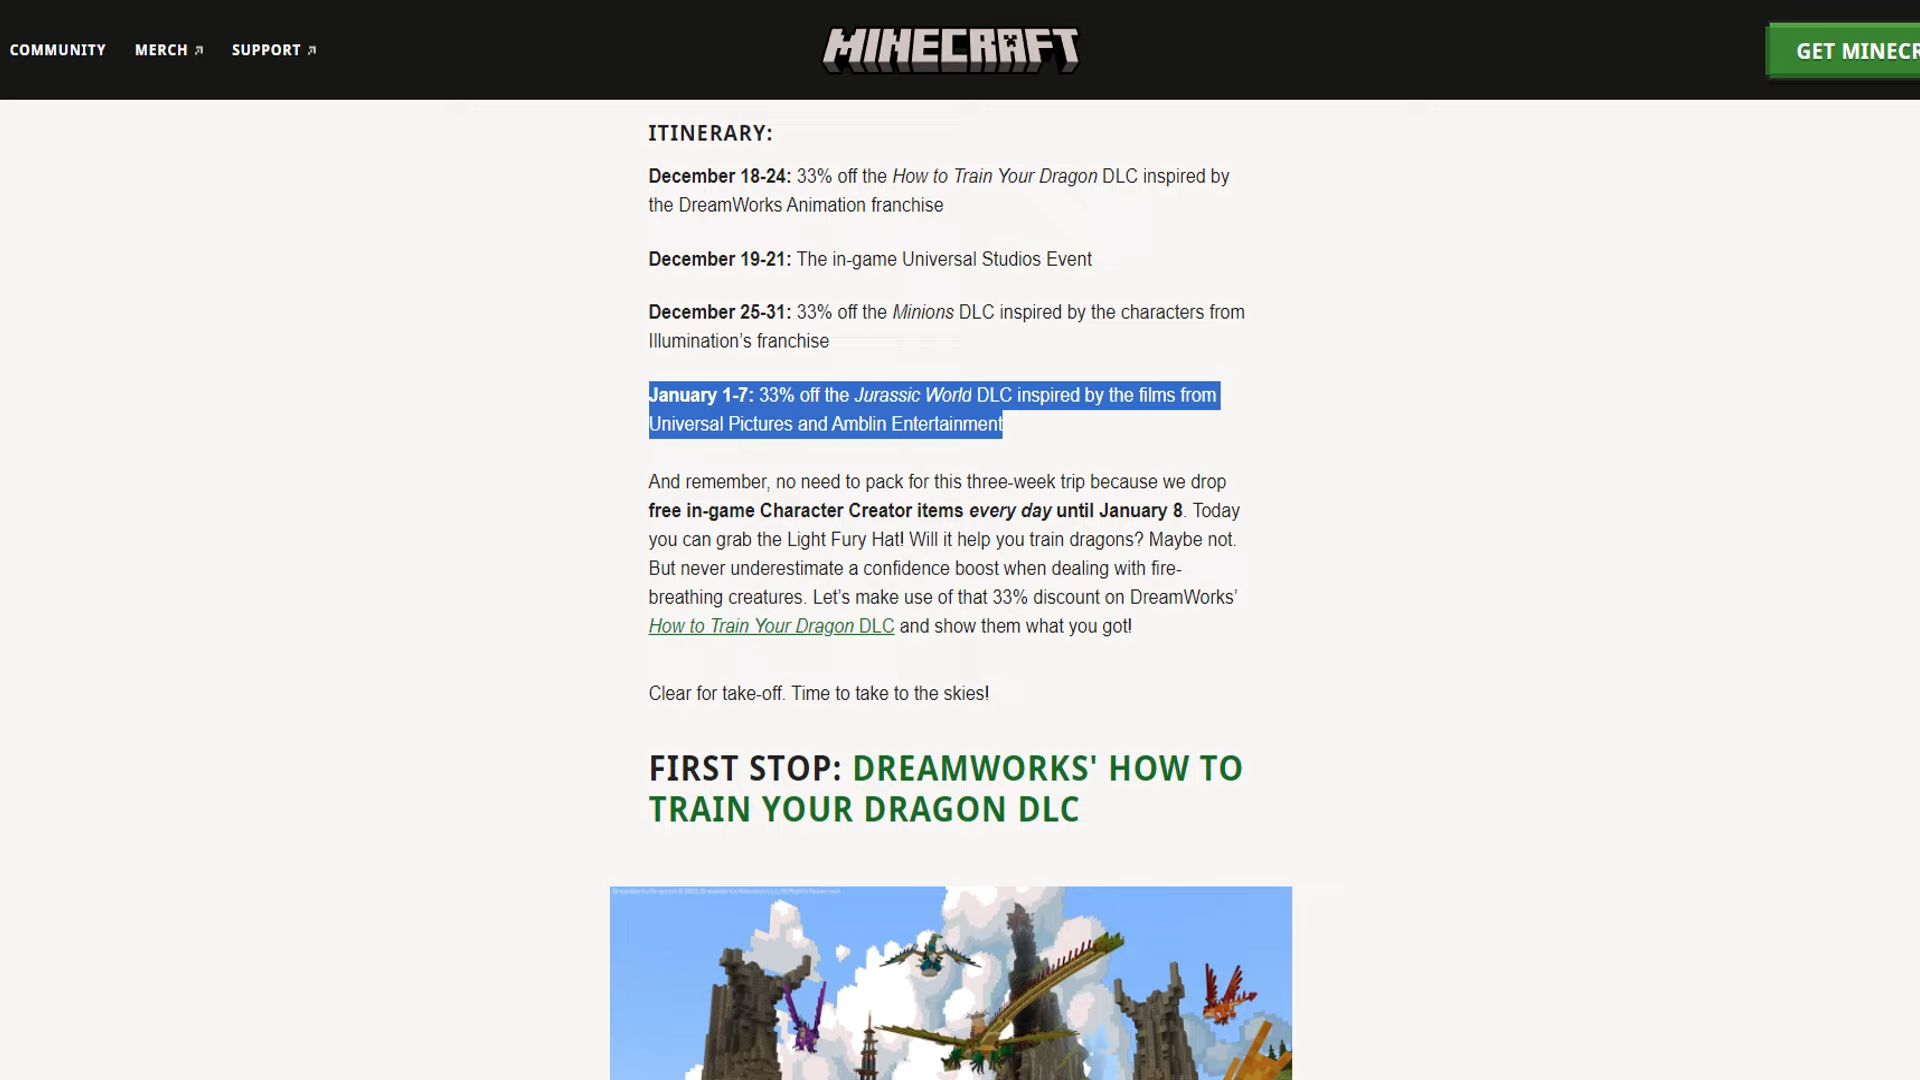 COMMUNITY MERCH SUPPORT MINECRAFT GET MINECR
ITINERARY:
December 18-24: 33% off the How to Train Your Dragon DLC inspired by
the DreamWorks Animation franchise
December 19-21: The in-game Universal Studios Event
December 25-31: 33% off the Minions DLC inspired by the characters from
Illumination’s franchise
January 1-7: 33% off the Jurassic World DLC inspired by the films from
Universal Pictures and Amblin Entertainment
And remember, no need to pack for this three-week trip because we drop
free in-game Character Creator items every day until January 8. Today
you can grab the Light Fury Hat! Will it help you train dragons? Maybe not.
But never underestimate a confidence boost when dealing with fire-
breathing creatures. Let’s make use of that 33% discount on DreamWorks’
How to Train Your Dragon DLC and show them what you got!
Clear for take-off. Time to take to the skies!
FIRST STOP: DREAMWORKS' HOW TO
TRAIN YOUR DRAGON DLC